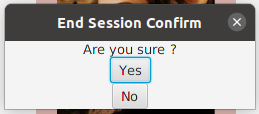 End Session Confirm
Are you sure ?
Yes
No